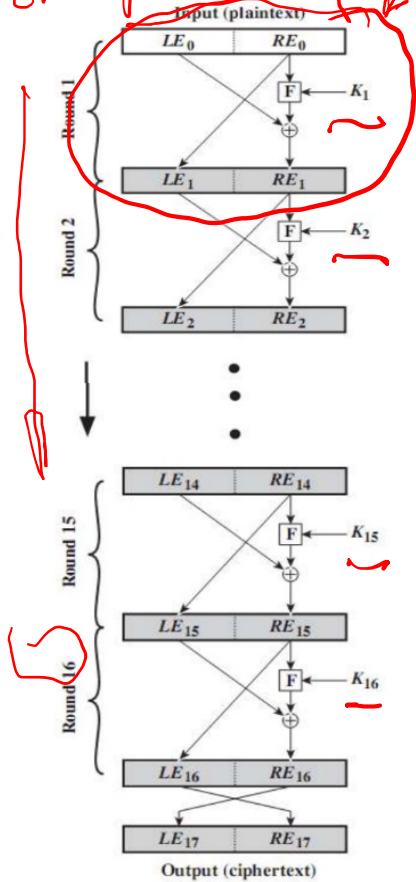 Input (plaintext)
LE0 RE0
Round 1
F
K1
LE1 RE1
Round 2
F
K2
LE2 RE2
LE14 RE14
Round 15
F
K15
LE15 RE15
Round 16
F
K16
LE16 RE16
LE17 RE17
Output (ciphertext)